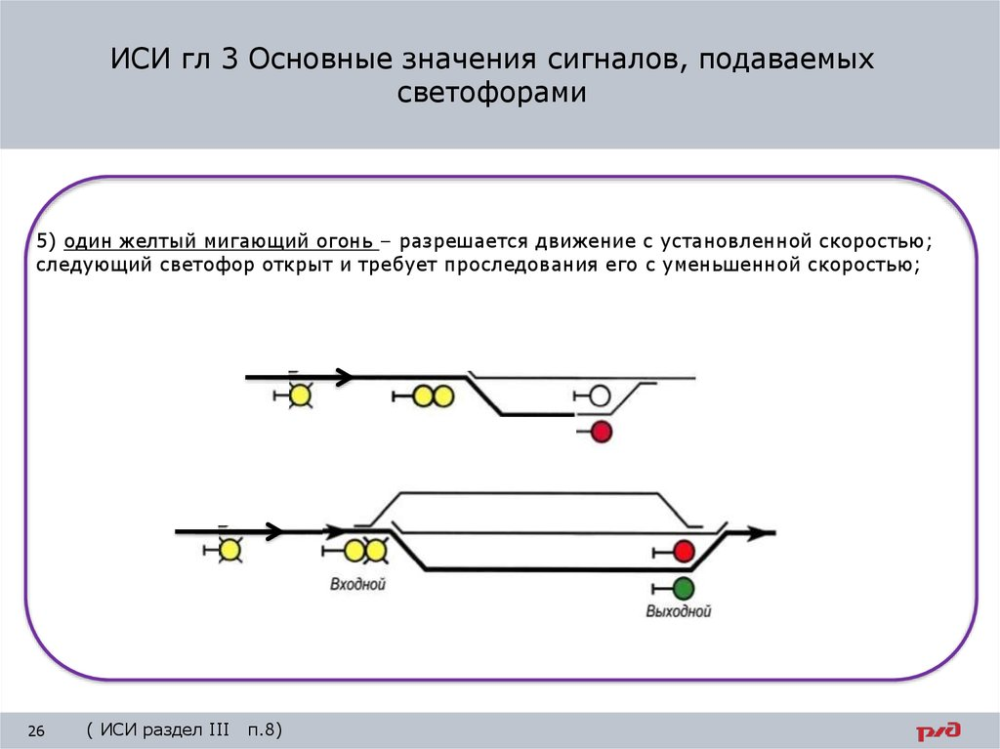 ИСИ гл 3 Основные значения сигналов, подаваемых
светофорами
5) один желтый мигающий огонь – разрешается движение с установленной скоростью;
следующий светофор открыт и требует проследования его с уменьшенной скоростью;
Входной
Выходной
26 ( ИСИ раздел III п.8)
ржд